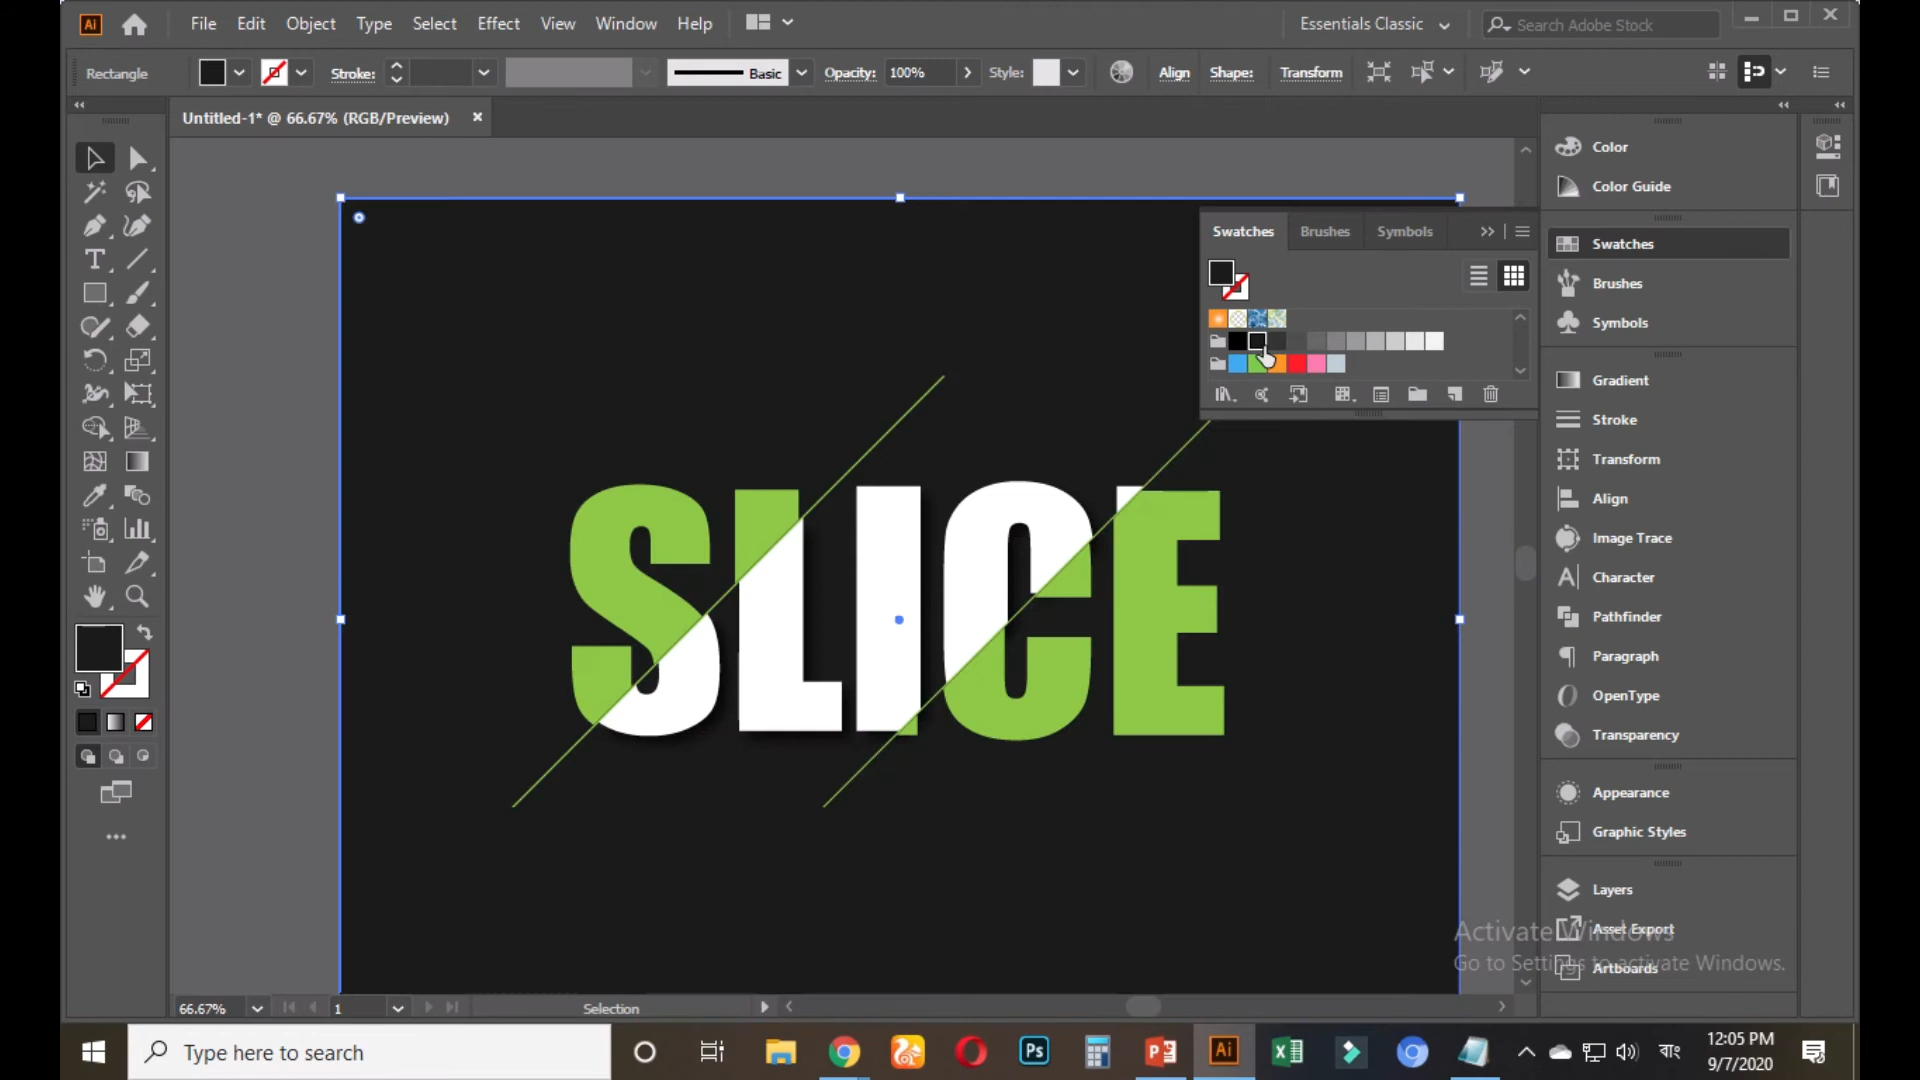 Ai File Edit Object Type Select Effect View Window Help Essentials Classic Search Adobe Stock
Rectangle Stroke: Basic Opacity: 100% Style: Align Shape: Transform
Untitled-1* @ 66.67% (RGB/Preview)
Color
Color Guide
Swatches Brushes Symbols
Swatches
Brushes
Symbols
Gradient
Stroke
Transform
Align
Image Trace
Character
Pathfinder
Paragraph
OpenType
Transparency
Appearance
Graphic Styles
Layers
Asset Export
Artboards
SLICE
Activate Windows
Go to Settings to activate Windows.
66.67% 1 Selection
Type here to search
Ps
Ai
বাং
12:05 PM
9/7/2020